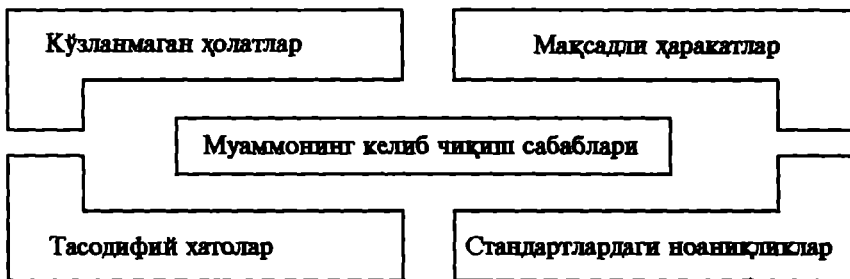 Кўзланмаган ҳолатлар
Мақсадли ҳаракатлар
Муаммонинг келиб чиқиш сабаблари
Тасодифий хатолар
Стандартлардаги ноаниқликлар